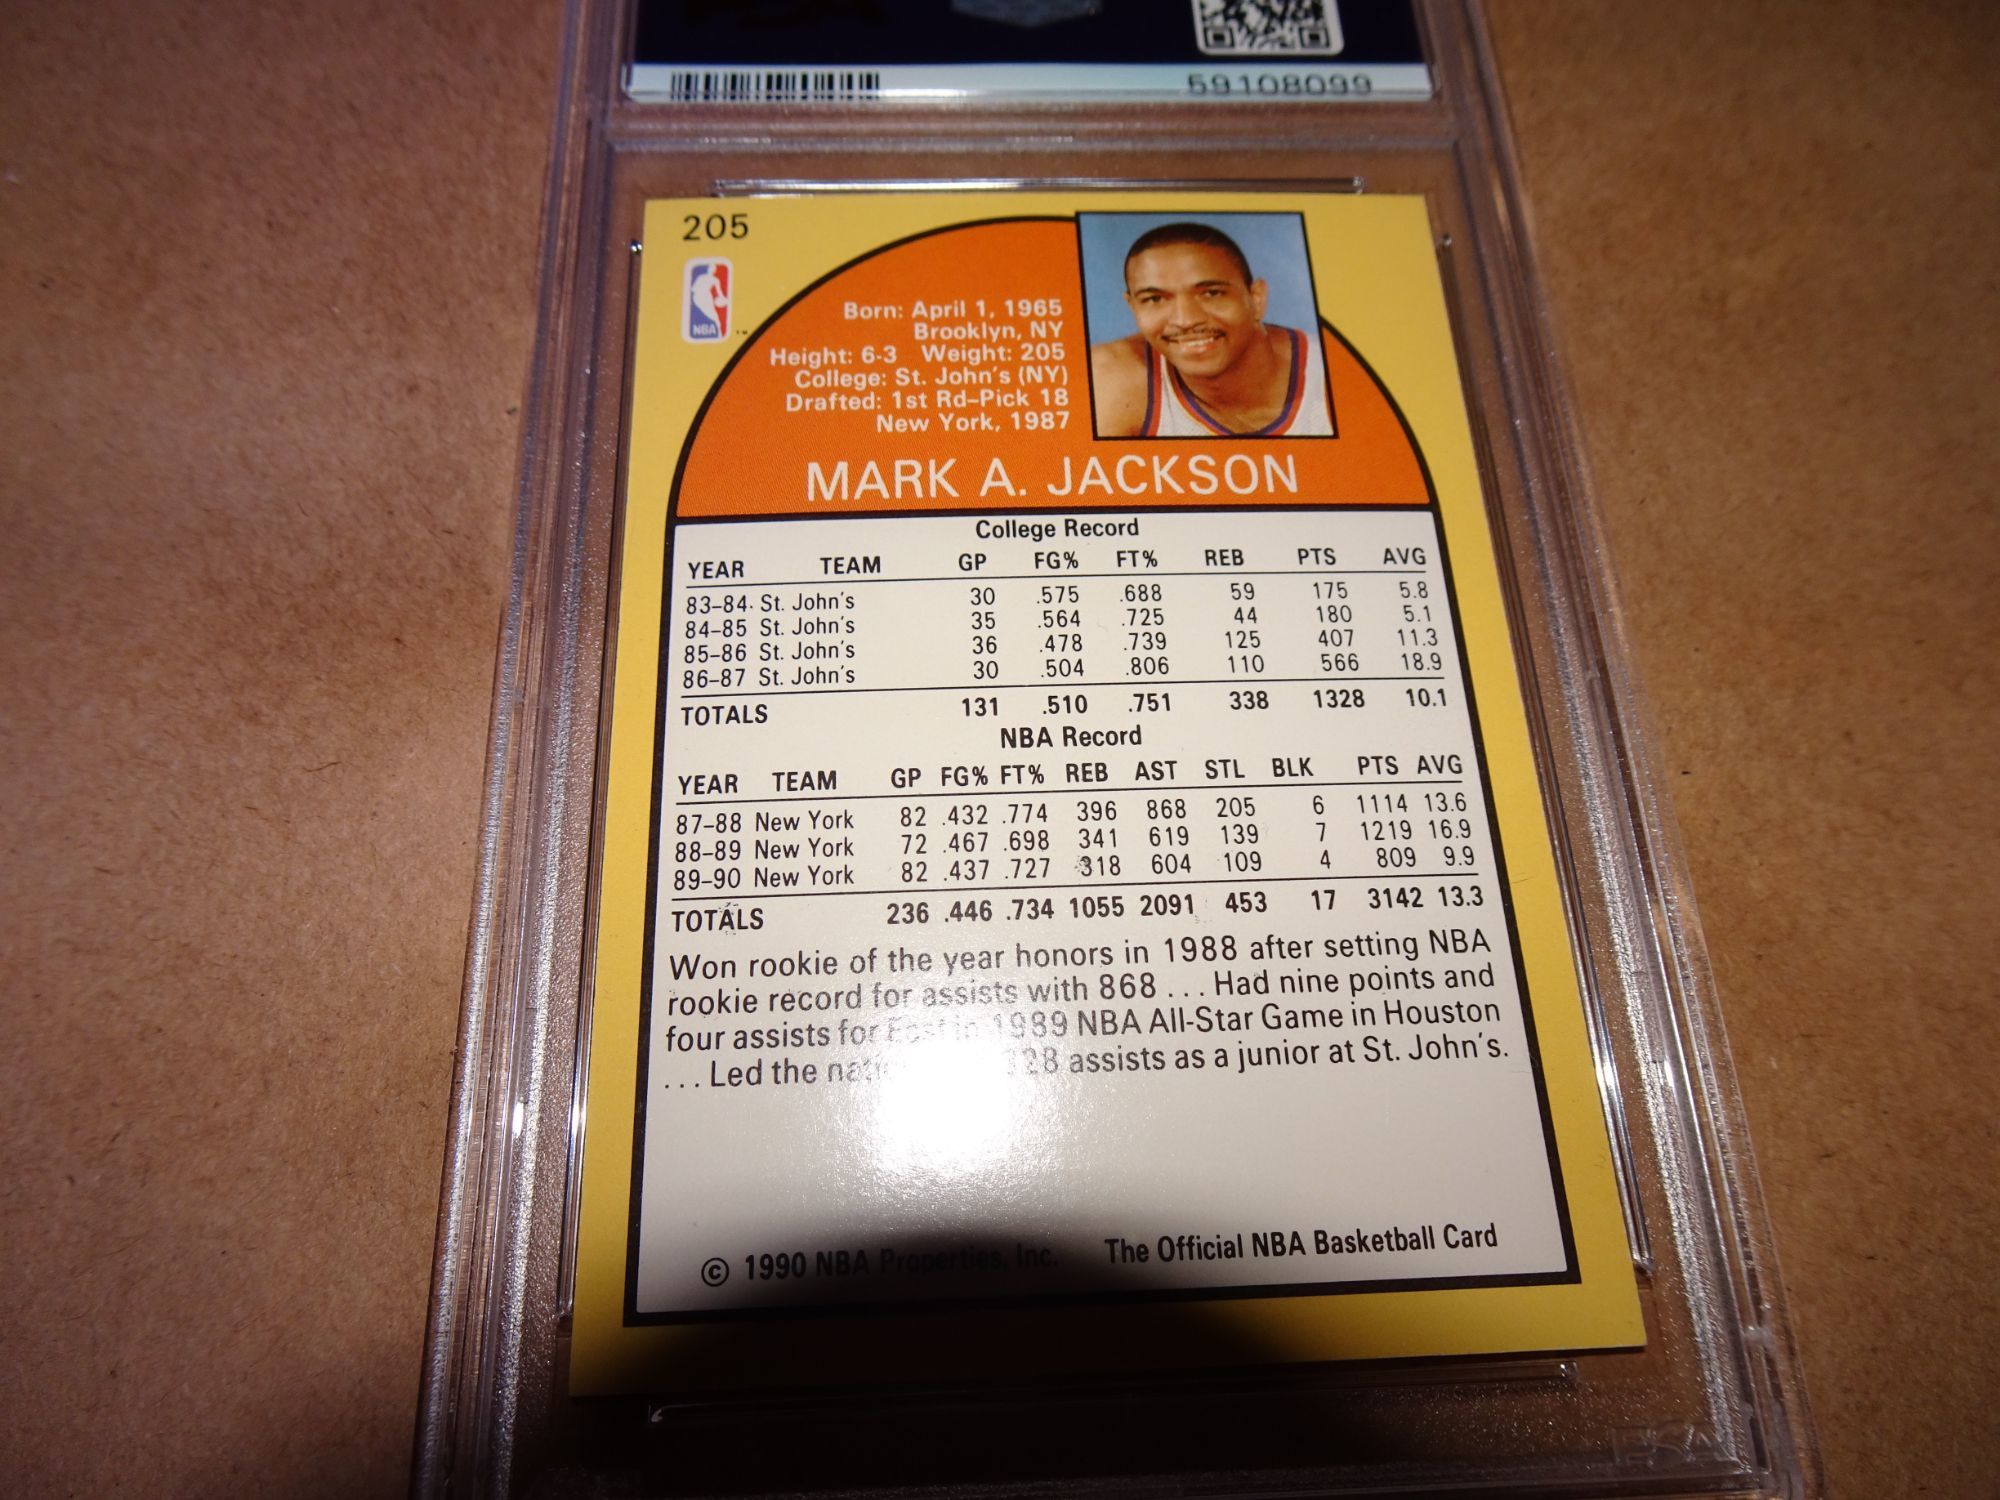 59108099
205
NBA
Born: April 1, 1965
Brooklyn, NY
Height: 6-3 Weight: 205
College: St. John's (NY)
Drafted: 1st Rd-Pick 18
New York, 1987
MARK A. JACKSON
College Record
YEAR TEAM GP FG% FT% REB PTS AVG
83-84 St. John's 30 .575 .688 59 175 5.8
84-85 St. John's 35 .564 .725 44 180 5.1
85-86 St. John's 36 .478 .739 125 407 11.3
86-87 St. John's 30 .504 .806 110 566 18.9
TOTALS 131 .510 .751 338 1328 10.1
NBA Record
YEAR TEAM GP FG% FT% REB AST STL BLK PTS AVG
87-88 New York 82 .432 .774 396 868 205 6 1114 13.6
88-89 New York 72 .467 .698 341 619 139 7 1219 16.9
89-90 New York 82 .437 .727 318 604 109 4 809 9.9
TOTALS 236 .446 .734 1055 2091 453 17 3142 13.3
Won rookie of the year honors in 1988 after setting NBA
rookie record for assists with 868 ... Had nine points and
four assists for East in 1989 NBA All-Star Game in Houston
... Led the assists as a junior at St. John's.
© 1990 NBA Properties, Inc. The Official NBA Basketball Card
PSA